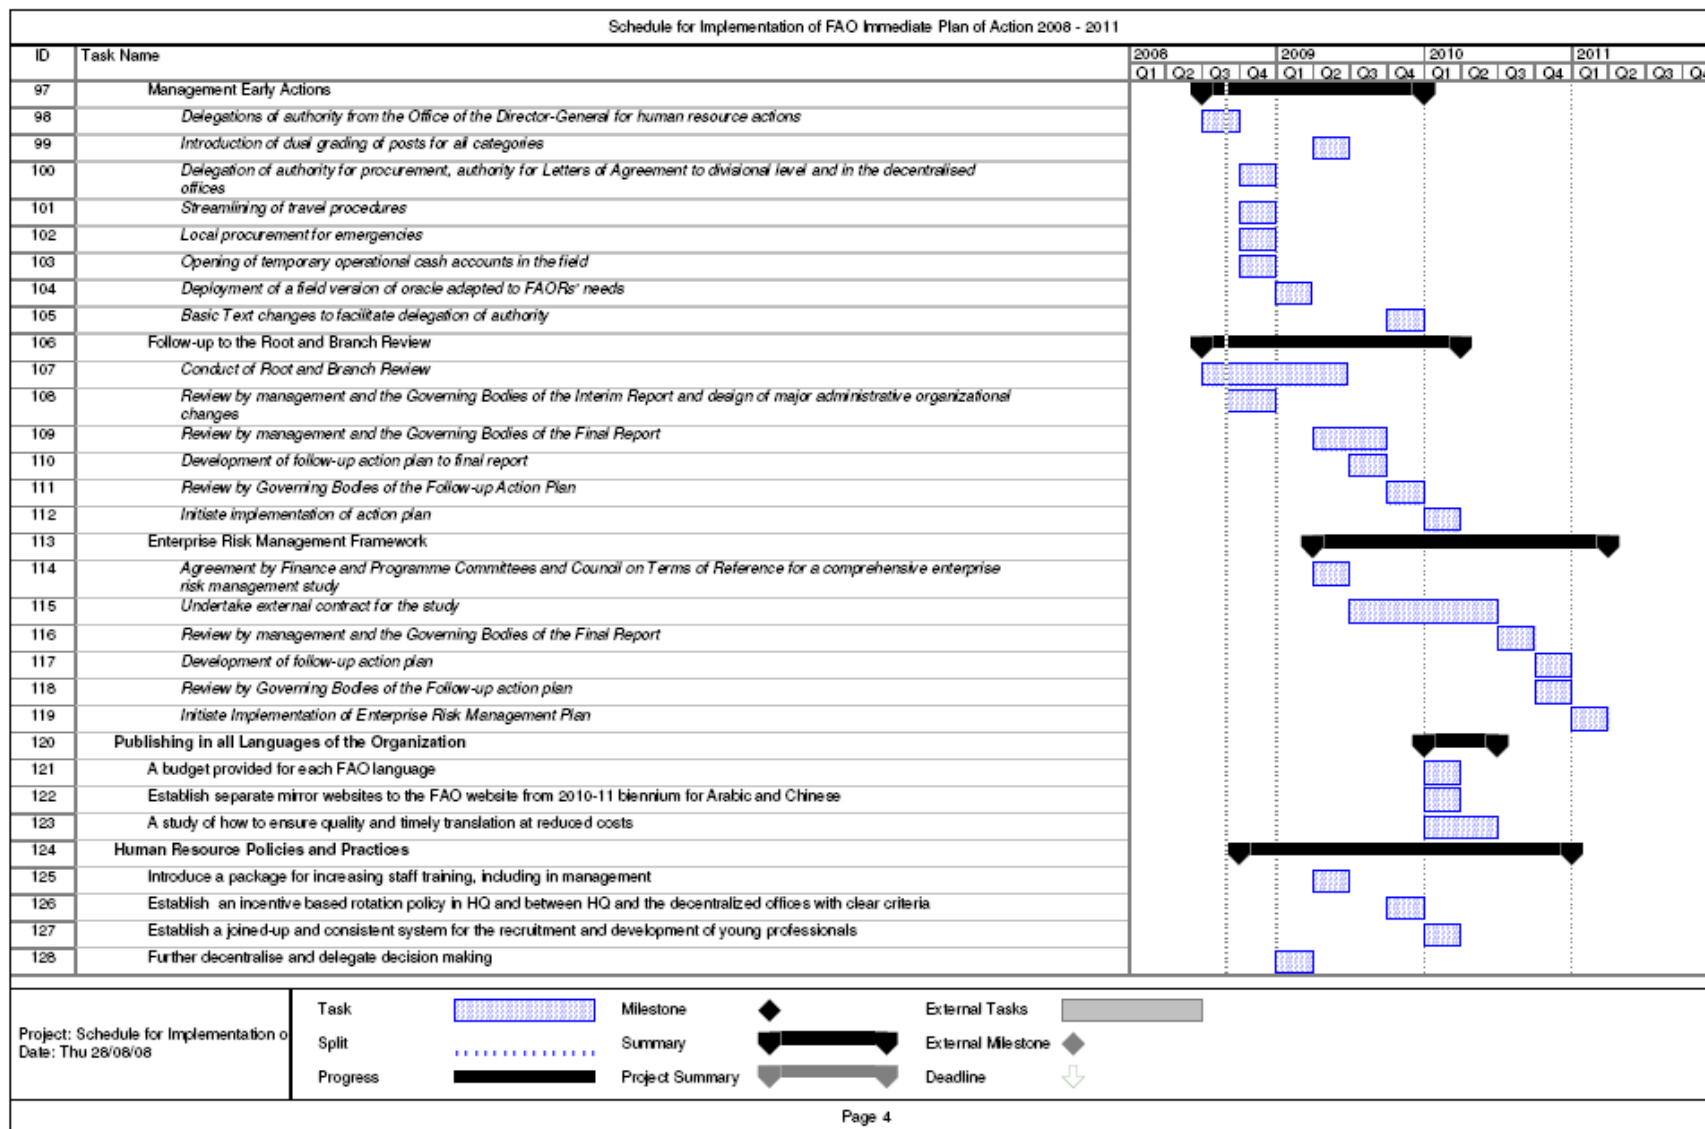 Schedule for Implementation of FAO Immediate Plan of Action 2008 - 2011
ID Task Name 2008 2009 2010 2011
Q1 Q2 Q3 Q4 Q1 Q2 Q3 Q4 Q1 Q2 Q3 Q4 Q1 Q2 Q3 Q4
97 Management Early Actions
98 Delegations of authority from the Office of the Director-General for human resource actions
99 Introduction of dual grading of posts for all categories
100 Delegation of authority for procurement, authority for Letters of Agreement to divisional level and in the decentralised
offices
101 Streamlining of travel procedures
102 Local procurement for emergencies
103 Opening of temporary operational cash accounts in the field
104 Deployment of a field version of oracle adapted to FAORs' needs
105 Basic Text changes to facilitate delegation of authority
106 Follow-up to the Root and Branch Review
107 Conduct of Root and Branch Review
108 Review by management and the Governing Bodies of the Interim Report and design of major administrative organizational
changes
109 Review by management and the Governing Bodies of the Final Report
110 Development of follow-up action plan to final report
111 Review by Governing Bodies of the Follow-up Action Plan
112 Initiate implementation of action plan
113 Enterprise Risk Management Framework
114 Agreement by Finance and Programme Committees and Council on Terms of Reference for a comprehensive enterprise
risk management study
115 Undertake external contract for the study
116 Review by management and the Governing Bodies of the Final Report
117 Development of follow-up action plan
118 Review by Governing Bodies of the Follow-up action plan
119 Initiate Implementation of Enterprise Risk Management Plan
120 Publishing in all Languages of the Organization
121 A budget provided for each FAO language
122 Establish separate mirror websites to the FAO website from 2010-11 biennium for Arabic and Chinese
123 A study of how to ensure quality and timely translation at reduced costs
124 Human Resource Policies and Practices
125 Introduce a package for increasing staff training, including in management
126 Establish an incentive based rotation policy in HQ and between HQ and the decentralized offices with clear criteria
127 Establish a joined-up and consistent system for the recruitment and development of young professionals
128 Further decentralise and delegate decision making
Project: Schedule for Implementation o
Date: Thu 28/08/08
Task Milestone External Tasks
Split Summary External Milestone
Progress Project Summary Deadline
Page 4